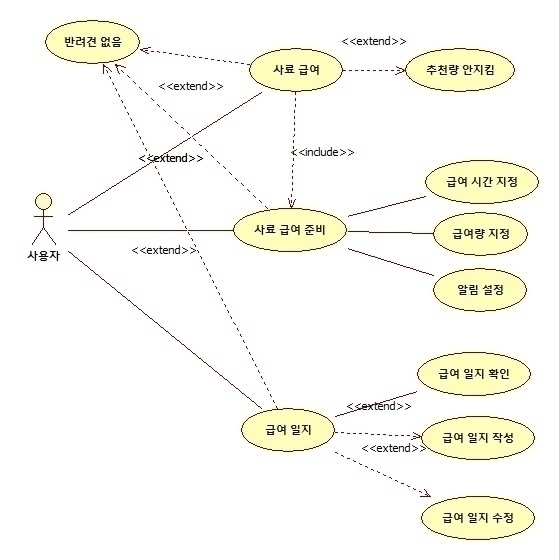 반려견 없음
<<extend>>
사료 급여
추천량 안지킴
<<extend>>
<<extend>>
<<include>>
급여 시간 지정
사용자
사료 급여 준비
급여량 지정
<<extend>>
알림 설정
급여 일지 확인
<<extend>>
급여 일지
급여 일지 작성
<<extend>>
급여 일지 수정